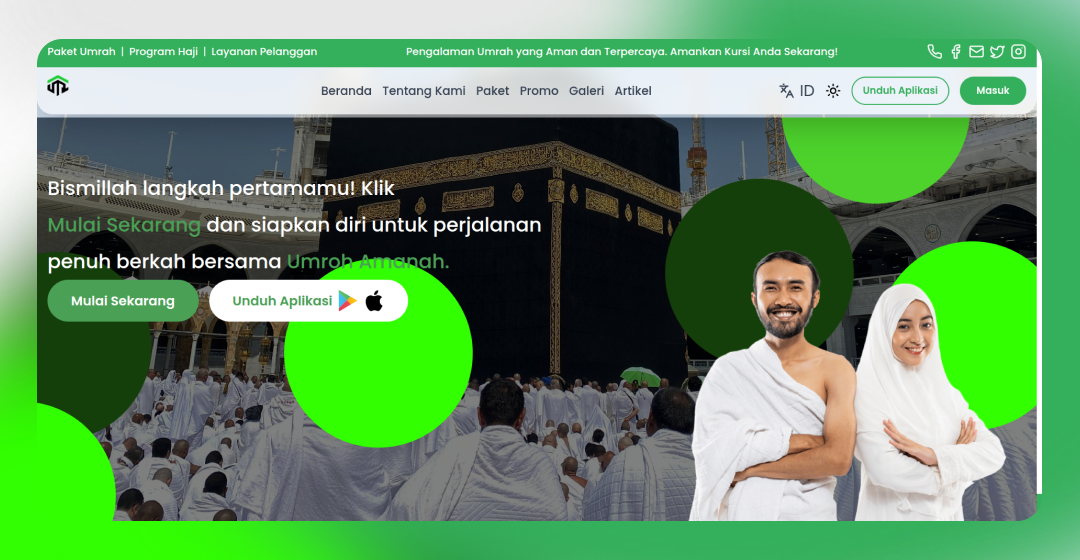 Paket Umrah | Program Haji | Layanan Pelanggan
Pengalaman Umrah yang Aman dan Terpercaya. Amankan Kursi Anda Sekarang!
Beranda Tentang Kami Paket Promo Galeri Artikel
ID
Unduh Aplikasi
Masuk
Bismillah langkah pertamamu! Klik
Mulai Sekarang dan siapkan diri untuk perjalanan
penuh berkah bersama Umroh Amanah.
Mulai Sekarang
Unduh Aplikasi